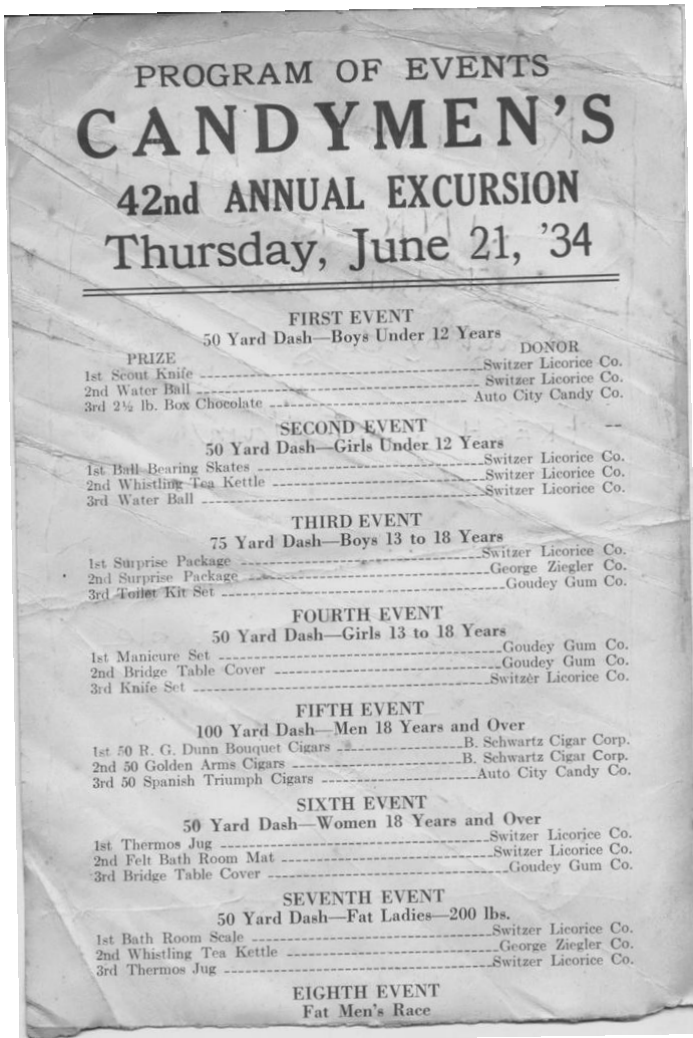 PROGRAM OF EVENTS
CANDYMEN'S
42nd ANNUAL EXCURSION
Thursday, June 21, '34
FIRST EVENT
50 Yard Dash—Boys Under 12 Years
PRIZE DONOR
1st Scout Knife Switzer Licorice Co.
2nd Water Ball Switzer Licorice Co.
3rd 2½ lb. Box Chocolate Auto City Candy Co.
SECOND EVENT
50 Yard Dash—Girls Under 12 Years
1st Ball Bearing Skates Switzer Licorice Co.
2nd Whistling Tea Kettle Switzer Licorice Co.
3rd Water Ball Switzer Licorice Co.
THIRD EVENT
75 Yard Dash—Boys 13 to 18 Years
1st Surprise Package Switzer Licorice Co.
2nd Surprise Package George Ziegler Co.
3rd Toilet Kit Set Goudey Gum Co.
FOURTH EVENT
50 Yard Dash—Girls 13 to 18 Years
1st Manicure Set Goudey Gum Co.
2nd Bridge Table Cover Goudey Gum Co.
3rd Knife Set Switzer Licorice Co.
FIFTH EVENT
100 Yard Dash—Men 18 Years and Over
1st 50 R. G. Dunn Bouquet Cigars B. Schwartz Cigar Corp.
2nd 50 Golden Arms Cigars B. Schwartz Cigar Corp.
3rd 50 Spanish Triumph Cigars Auto City Candy Co.
SIXTH EVENT
50 Yard Dash—Women 18 Years and Over
1st Thermos Jug Switzer Licorice Co.
2nd Felt Bath Room Mat Switzer Licorice Co.
3rd Bridge Table Cover Goudey Gum Co.
SEVENTH EVENT
50 Yard Dash—Fat Ladies—200 lbs.
1st Bath Room Scale Switzer Licorice Co.
2nd Whistling Tea Kettle George Ziegler Co.
3rd Thermos Jug Switzer Licorice Co.
EIGHTH EVENT
Fat Men's Race